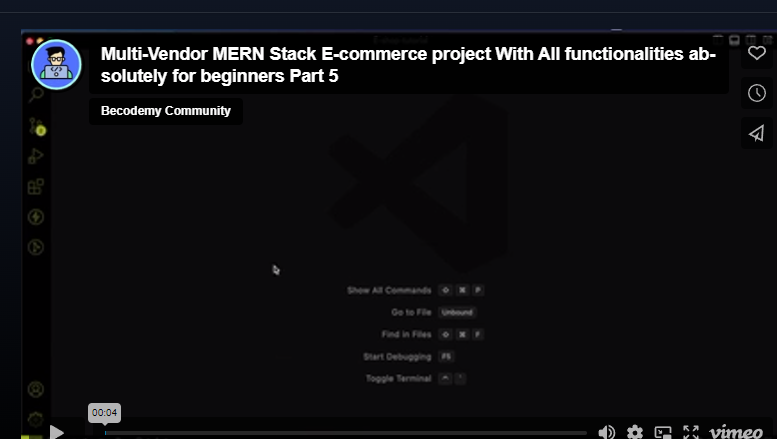 Multi-Vendor MERN Stack E-commerce project With All functionalities ab-
solutely for beginners Part 5
Becodemy Community
Show All Commands ⇧ ⌘ P
Go to File Unbound
Find in Files ⇧ ⌘ F
Start Debugging F5
Toggle Terminal ⌃ `
00:04
vimeo